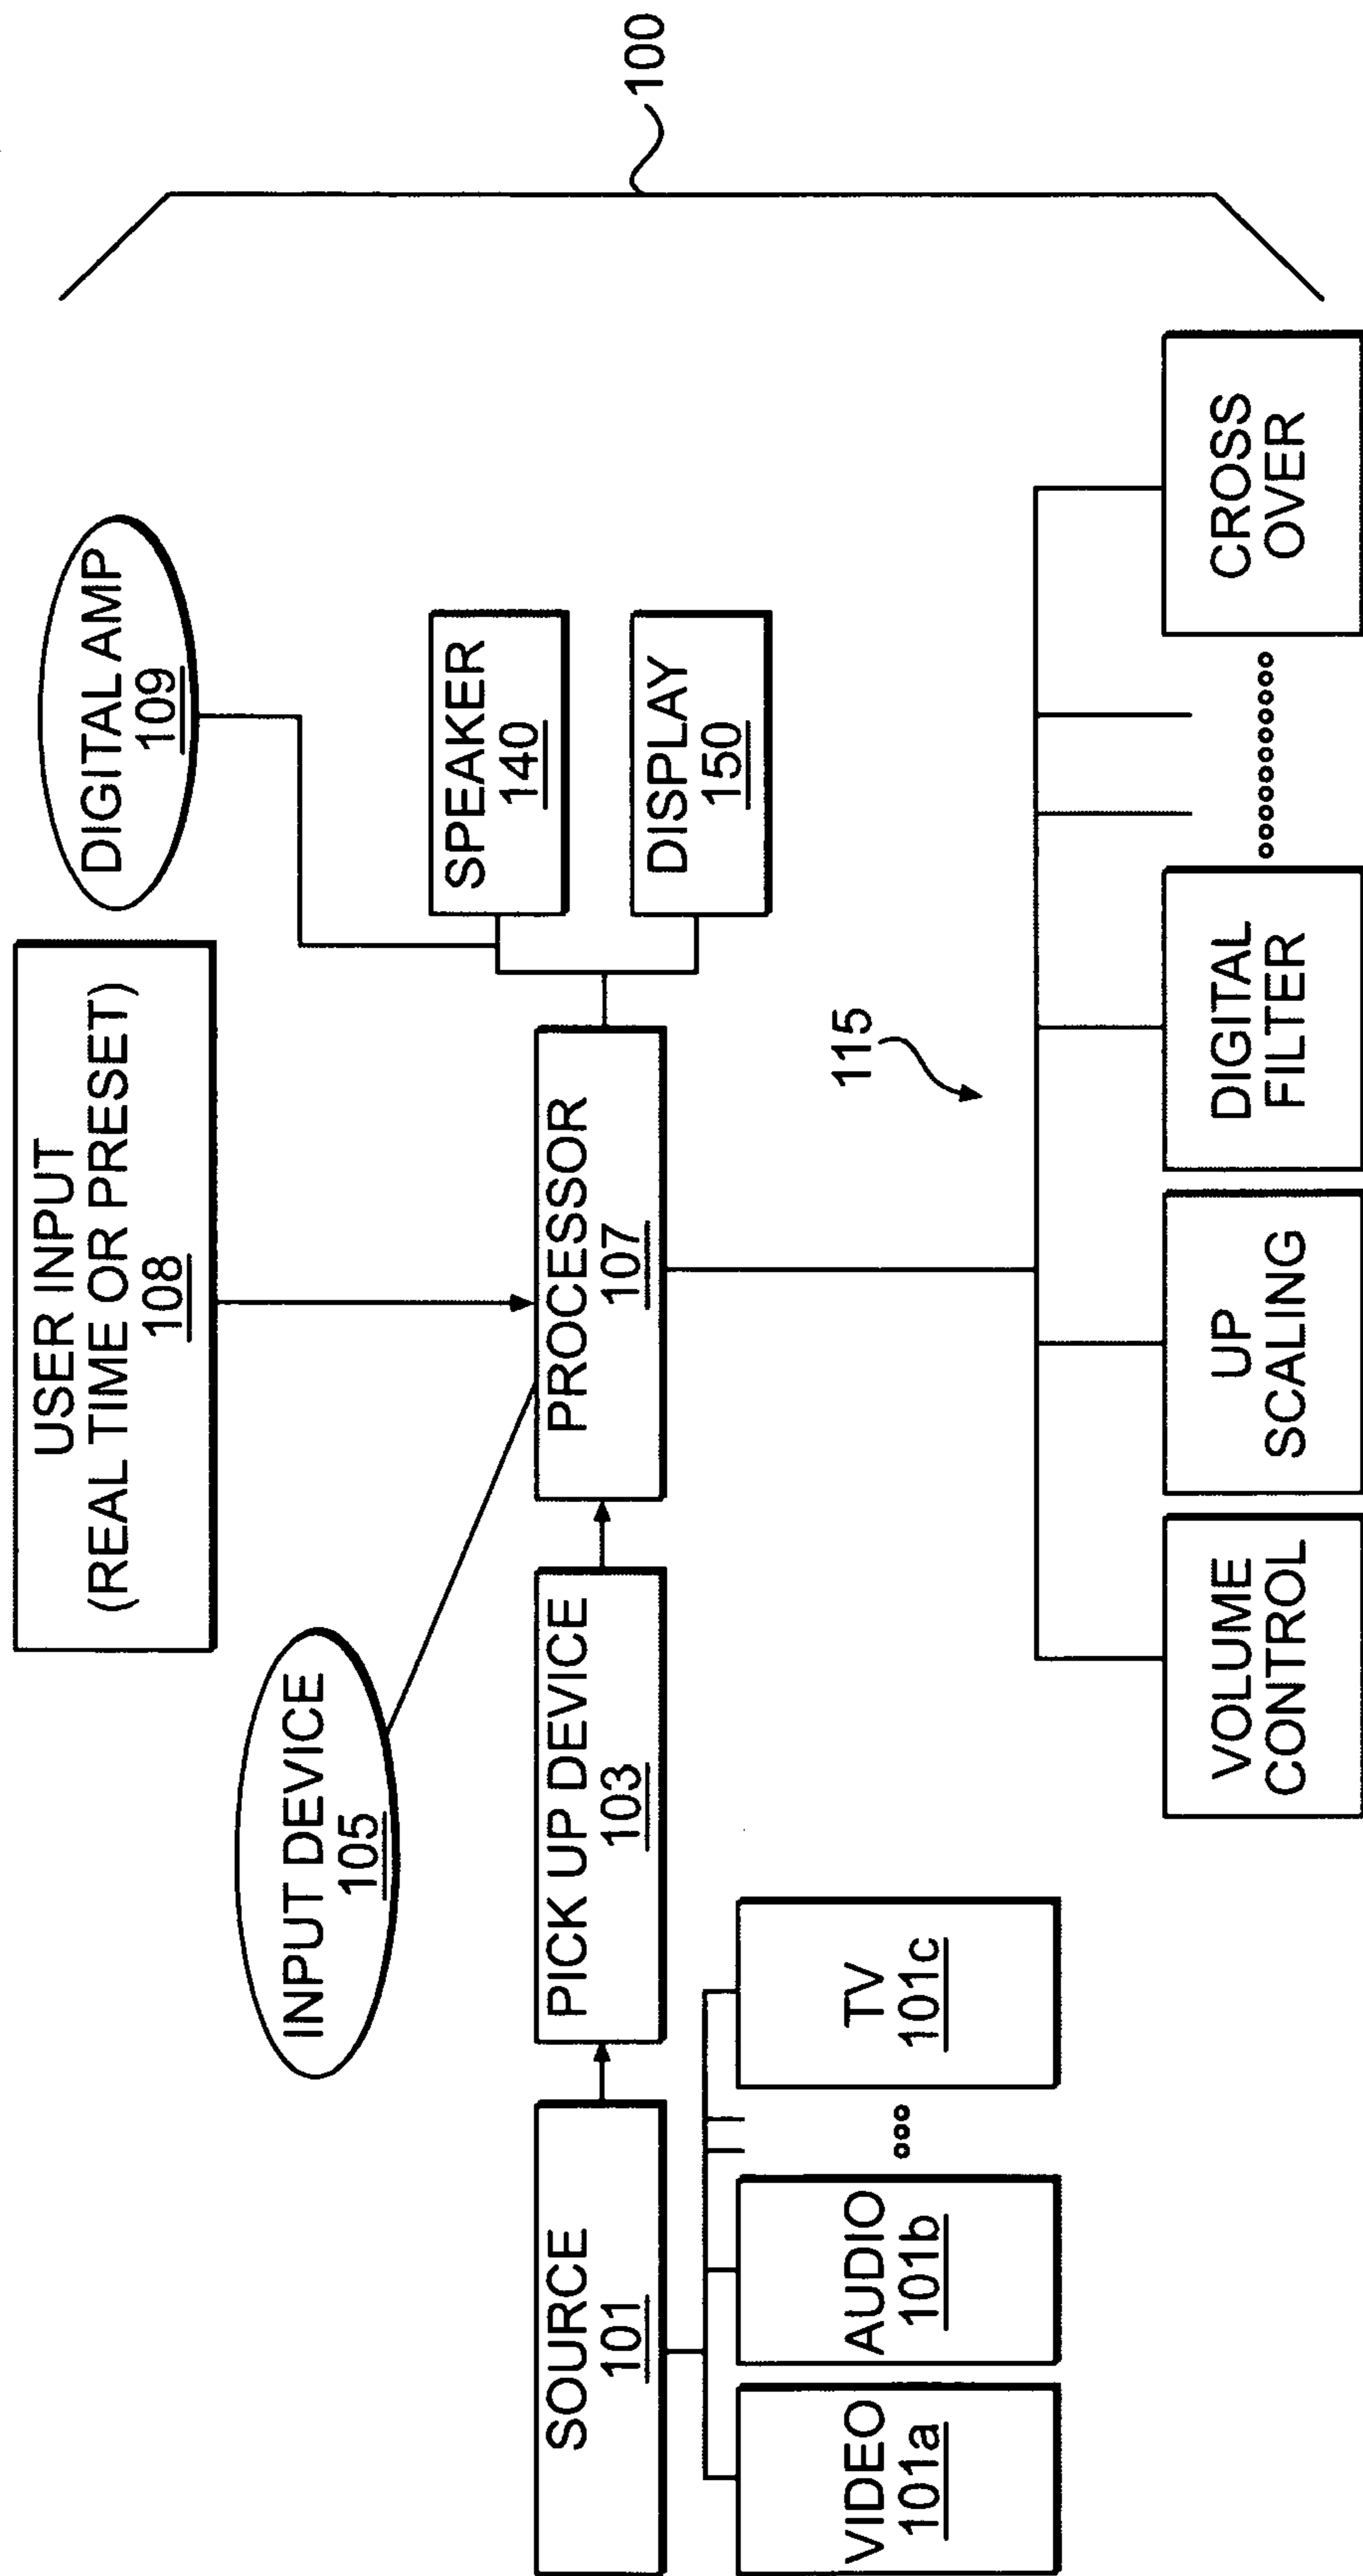 USER INPUT
(REAL TIME OR PRESET)
108
DIGITAL AMP
109
INPUT DEVICE
105
SOURCE
101
PICK UP DEVICE
103
PROCESSOR
107
SPEAKER
140
DISPLAY
150
100
VIDEO
101a
AUDIO
101b
TV
101c
115
VOLUME
CONTROL
UP
SCALING
DIGITAL
FILTER
CROSS
OVER